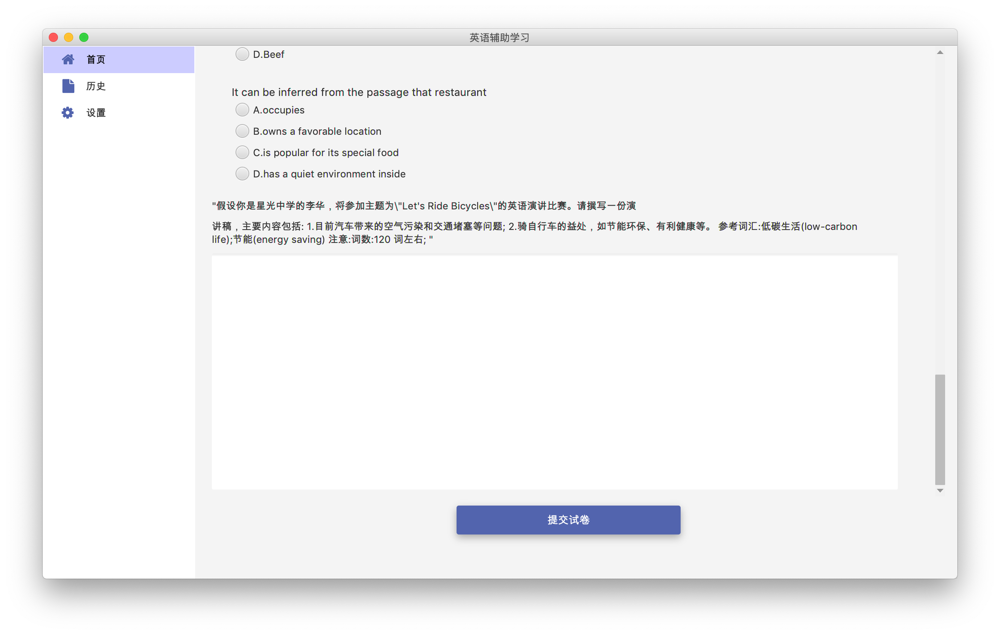 英语辅助学习
首页
历史
设置
D.Beef
It can be inferred from the passage that restaurant
A.occupies
B.owns a favorable location
C.is popular for its special food
D.has a quiet environment inside
"假设你是星光中学的李华，将参加主题为\"Let's Ride Bicycles\"的英语演讲比赛。请撰写一份演
讲稿，主要内容包括: 1.目前汽车带来的空气污染和交通堵塞等问题; 2.骑自行车的益处，如节能环保、有利健康等。 参考词汇:低碳生活(low-carbon
life);节能(energy saving) 注意:词数:120 词左右; "
提交试卷